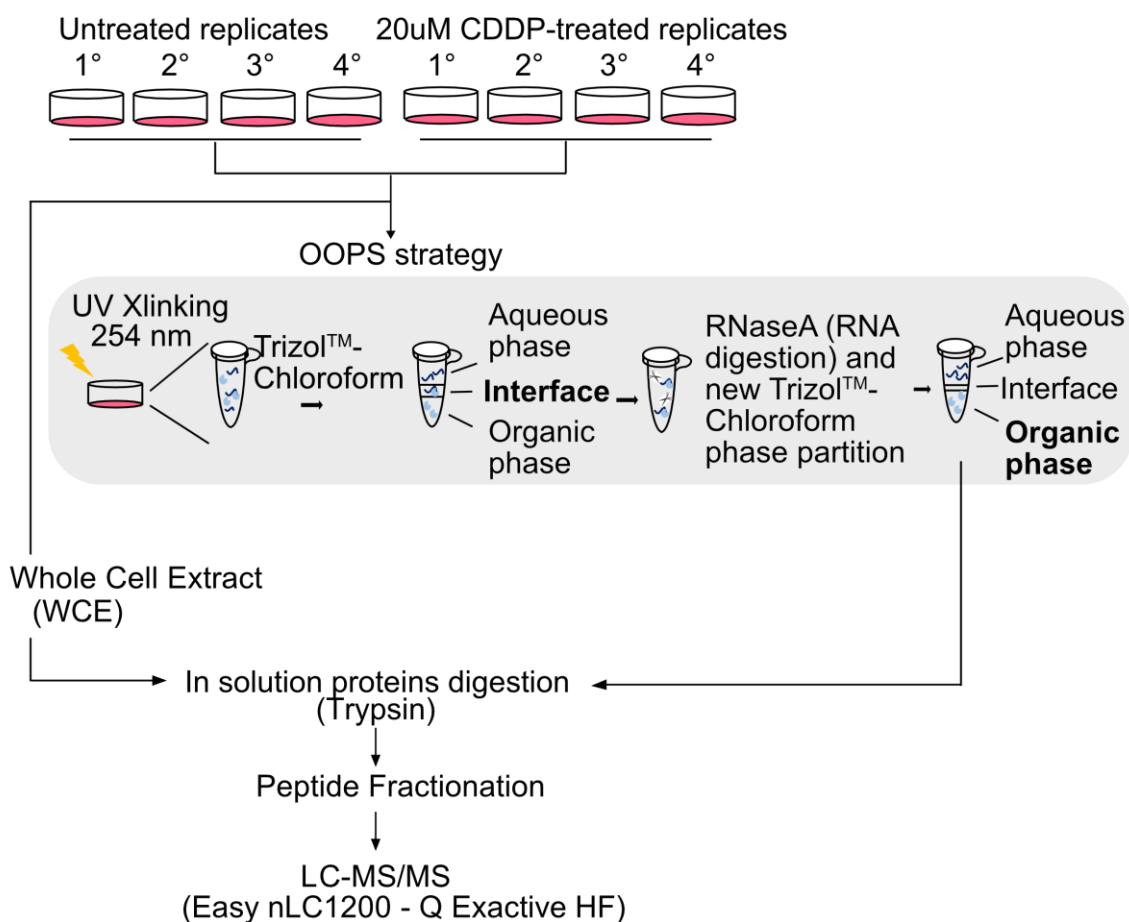 Untreated replicates
20uM CDDP-treated replicates
1° 2° 3° 4°
1° 2° 3° 4°
OOPS strategy
UV Xlinking
254 nm
Trizol™-
Chloroform
Aqueous
phase
Interface
Organic
phase
RNaseA (RNA
digestion) and
new Trizol™-
Chloroform
phase partition
Aqueous
phase
Interface
Organic
phase
Whole Cell Extract
(WCE)
In solution proteins digestion
(Trypsin)
Peptide Fractionation
LC-MS/MS
(Easy nLC1200 - Q Exactive HF)